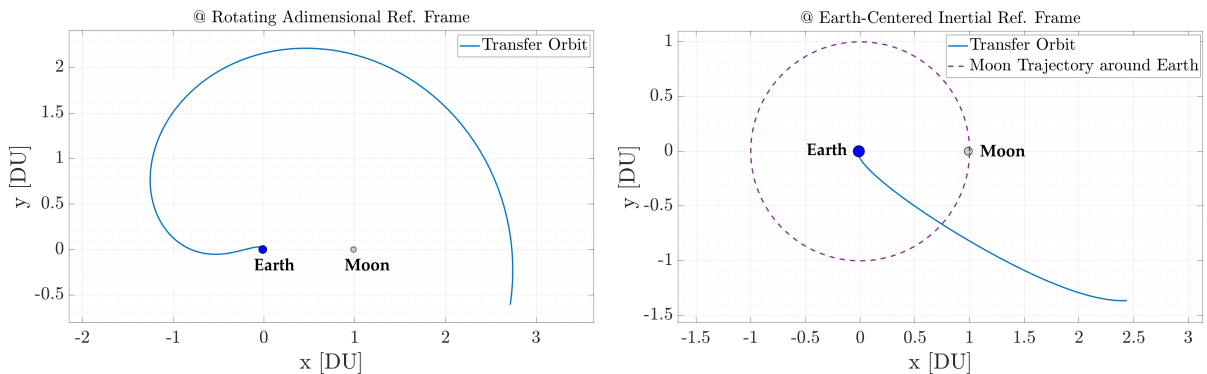 @ Rotating Adimensional Ref. Frame
Transfer Orbit
2
1.5
1
0.5
0
-0.5
y [DU]
Earth
Moon
-2
-1
0
1
2
3
x [DU]
@ Earth-Centered Inertial Ref. Frame
Transfer Orbit
Moon Trajectory around Earth
1
0.5
0
-0.5
-1
-1.5
y [DU]
Earth
Moon
-1.5
-1
-0.5
0
0.5
1
1.5
2
2.5
3
x [DU]